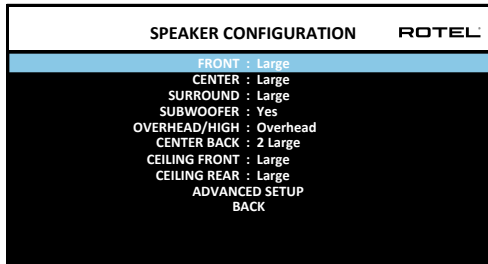 SPEAKER CONFIGURATION ROTEL
FRONT : Large
CENTER : Large
SURROUND : Large
SUBWOOFER : Yes
OVERHEAD/HIGH : Overhead
CENTER BACK : 2 Large
CEILING FRONT : Large
CEILING REAR : Large
ADVANCED SETUP
BACK